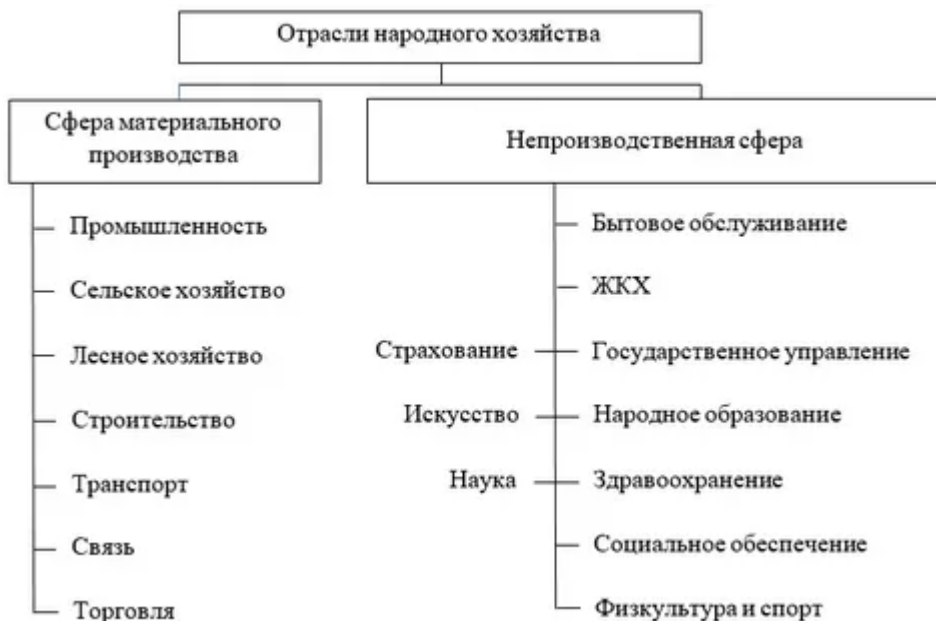 Отрасли народного хозяйства
Сфера материального
производства
Непроизводственная сфера
Промышленность
Сельское хозяйство
Лесное хозяйство
Строительство
Транспорт
Связь
Торговля
Бытовое обслуживание
ЖКХ
Страхование
Государственное управление
Искусство
Народное образование
Наука
Здравоохранение
Социальное обеспечение
Физкультура и спорт